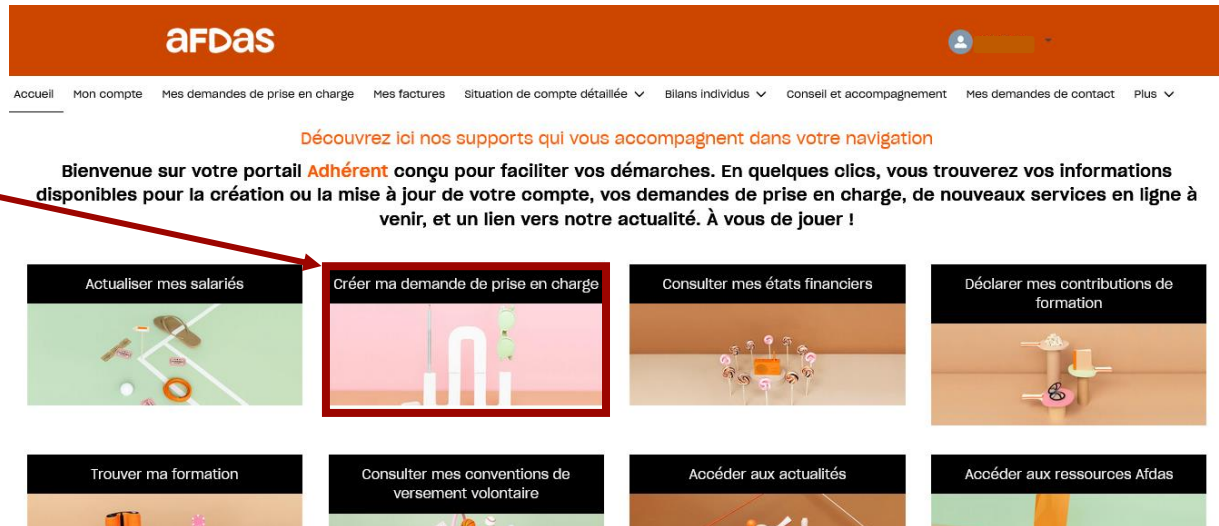 aFDas
Accueil Mon compte Mes demandes de prise en charge Mes factures Situation de compte détaillée Bilans individus Conseil et accompagnement Mes demandes de contact Plus
Découvrez ici nos supports qui vous accompagnent dans votre navigation
Bienvenue sur votre portail Adhérent conçu pour faciliter vos démarches. En quelques clics, vous trouverez vos informations
disponibles pour la création ou la mise à jour de votre compte, vos demandes de prise en charge, de nouveaux services en ligne à
venir, et un lien vers notre actualité. À vous de jouer !
Actualiser mes salariés
Créer ma demande de prise en charge
Consulter mes états financiers
Déclarer mes contributions de
formation
Trouver ma formation
Consulter mes conventions de
versement volontaire
Accéder aux actualités
Accéder aux ressources Afdas